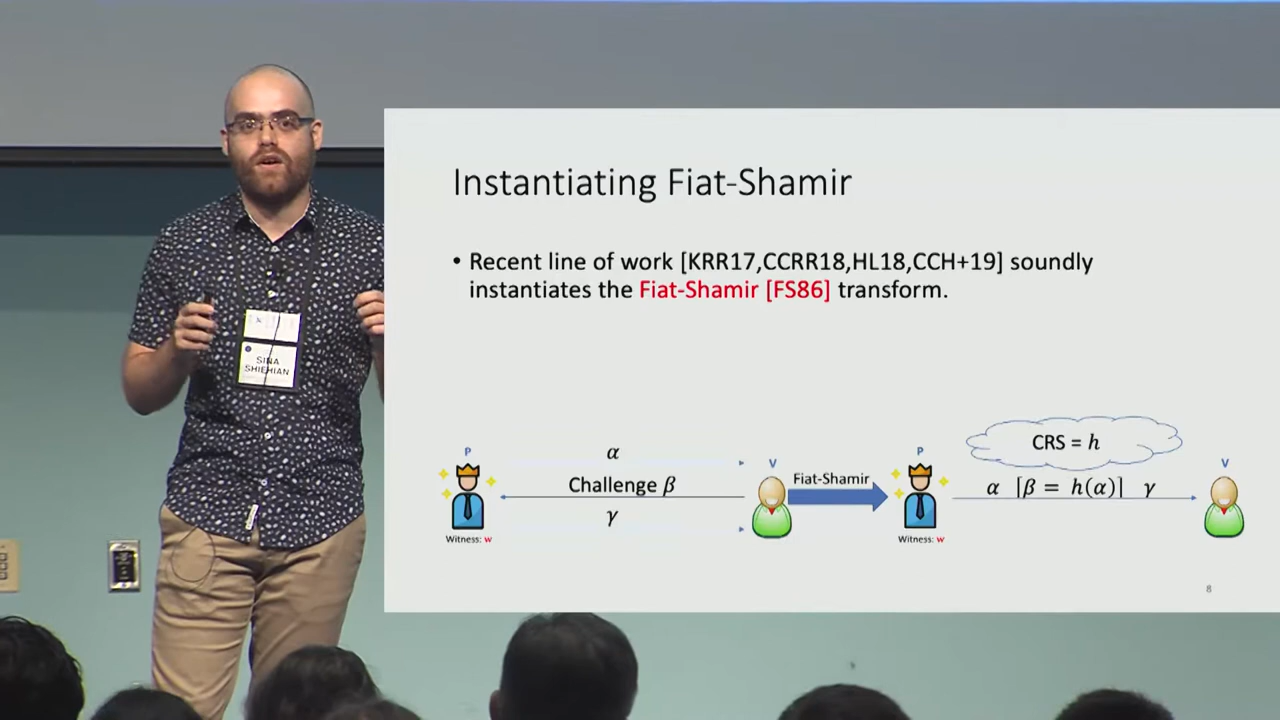 Instantiating Fiat-Shamir
• Recent line of work [KRR17,CCRR18,HL18,CCH+19] soundly
instantiates the Fiat-Shamir [FS86] transform.
CRS = h
P
α
V
P
V
Challenge β
Fiat-Shamir
α [β = h(α)] γ
γ
Witness: w
Witness: w
8
SINA
SHIEHIAN